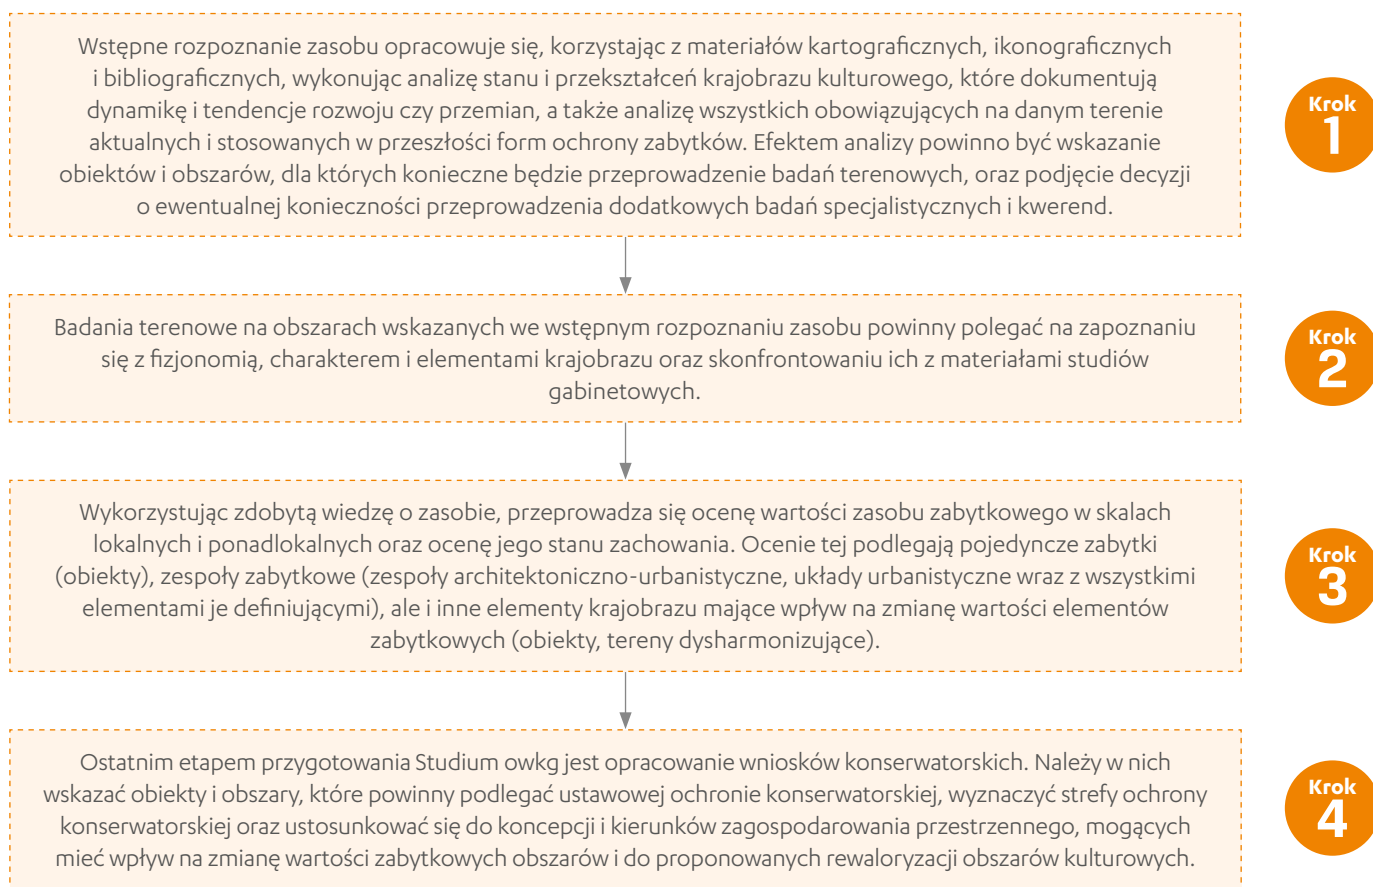 Wstępne rozpoznanie zasobu opracowuje się, korzystając z materiałów kartograficznych, ikonograficznych
i bibliograficznych, wykonując analizę stanu i przekształceń krajobrazu kulturowego, które dokumentują
dynamikę i tendencje rozwoju czy przemian, a także analizę wszystkich obowiązujących na danym terenie
aktualnych i stosowanych w przeszłości form ochrony zabytków. Efektem analizy powinno być wskazanie
obiektów i obszarów, dla których konieczne będzie przeprowadzenie badań terenowych, oraz podjęcie decyzji
o ewentualnej konieczności przeprowadzenia dodatkowych badań specjalistycznych i kwerend.
Krok
1
Badania terenowe na obszarach wskazanych we wstępnym rozpoznaniu zasobu powinny polegać na zapoznaniu
się z fizjonomią, charakterem i elementami krajobrazu oraz skonfrontowaniu ich z materiałami studiów
gabinetowych.
Krok
2
Wykorzystując zdobytą wiedzę o zasobie, przeprowadza się ocenę wartości zasobu zabytkowego w skalach
lokalnych i ponadlokalnych oraz ocenę jego stanu zachowania. Ocenie tej podlegają pojedyncze zabytki
(obiekty), zespoły zabytkowe (zespoły architektoniczno-urbanistyczne, układy urbanistyczne wraz z wszystkimi
elementami je definiującymi), ale i inne elementy krajobrazu mające wpływ na zmianę wartości elementów
zabytkowych (obiekty, tereny dysharmonizujące).
Krok
3
Ostatnim etapem przygotowania Studium owkg jest opracowanie wniosków konserwatorskich. Należy w nich
wskazać obiekty i obszary, które powinny podlegać ustawowej ochronie konserwatorskiej, wyznaczyć strefy ochrony
konserwatorskiej oraz ustosunkować się do koncepcji i kierunków zagospodarowania przestrzennego, mogących
mieć wpływ na zmianę wartości zabytkowych obszarów i do proponowanych rewaloryzacji obszarów kulturowych.
Krok
4